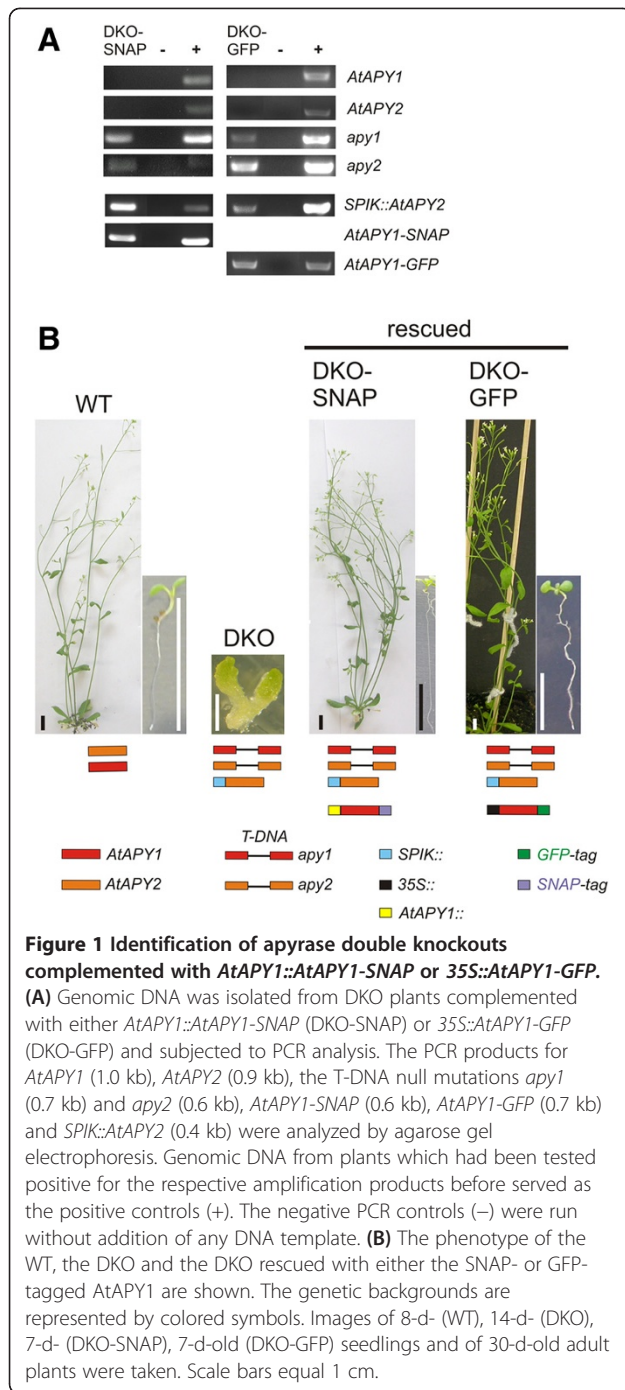 A
DKO-
SNAP - +
DKO-
GFP - +
AtAPY1
AtAPY2
apy1
apy2
SPIK::AtAPY2
AtAPY1-SNAP
AtAPY1-GFP
B
rescued
WT
DKO
DKO-
SNAP
DKO-
GFP
T-DNA
AtAPY1
apy1
SPIK::
GFP-tag
AtAPY2
apy2
35S::
SNAP-tag
AtAPY1::
Figure 1 Identification of apyrase double knockouts
complemented with AtAPY1::AtAPY1-SNAP or 35S::AtAPY1-GFP.
(A) Genomic DNA was isolated from DKO plants complemented
with either AtAPY1::AtAPY1-SNAP (DKO-SNAP) or 35S::AtAPY1-GFP
(DKO-GFP) and subjected to PCR analysis. The PCR products for
AtAPY1 (1.0 kb), AtAPY2 (0.9 kb), the T-DNA null mutations apy1
(0.7 kb) and apy2 (0.6 kb), AtAPY1-SNAP (0.6 kb), AtAPY1-GFP (0.7 kb)
and SPIK::AtAPY2 (0.4 kb) were analyzed by agarose gel
electrophoresis. Genomic DNA from plants which had been tested
positive for the respective amplification products before served as
the positive controls (+). The negative PCR controls (−) were run
without addition of any DNA template. (B) The phenotype of the
WT, the DKO and the DKO rescued with either the SNAP- or GFP-
tagged AtAPY1 are shown. The genetic backgrounds are
represented by colored symbols. Images of 8-d- (WT), 14-d- (DKO),
7-d- (DKO-SNAP), 7-d-old (DKO-GFP) seedlings and of 30-d-old adult
plants were taken. Scale bars equal 1 cm.